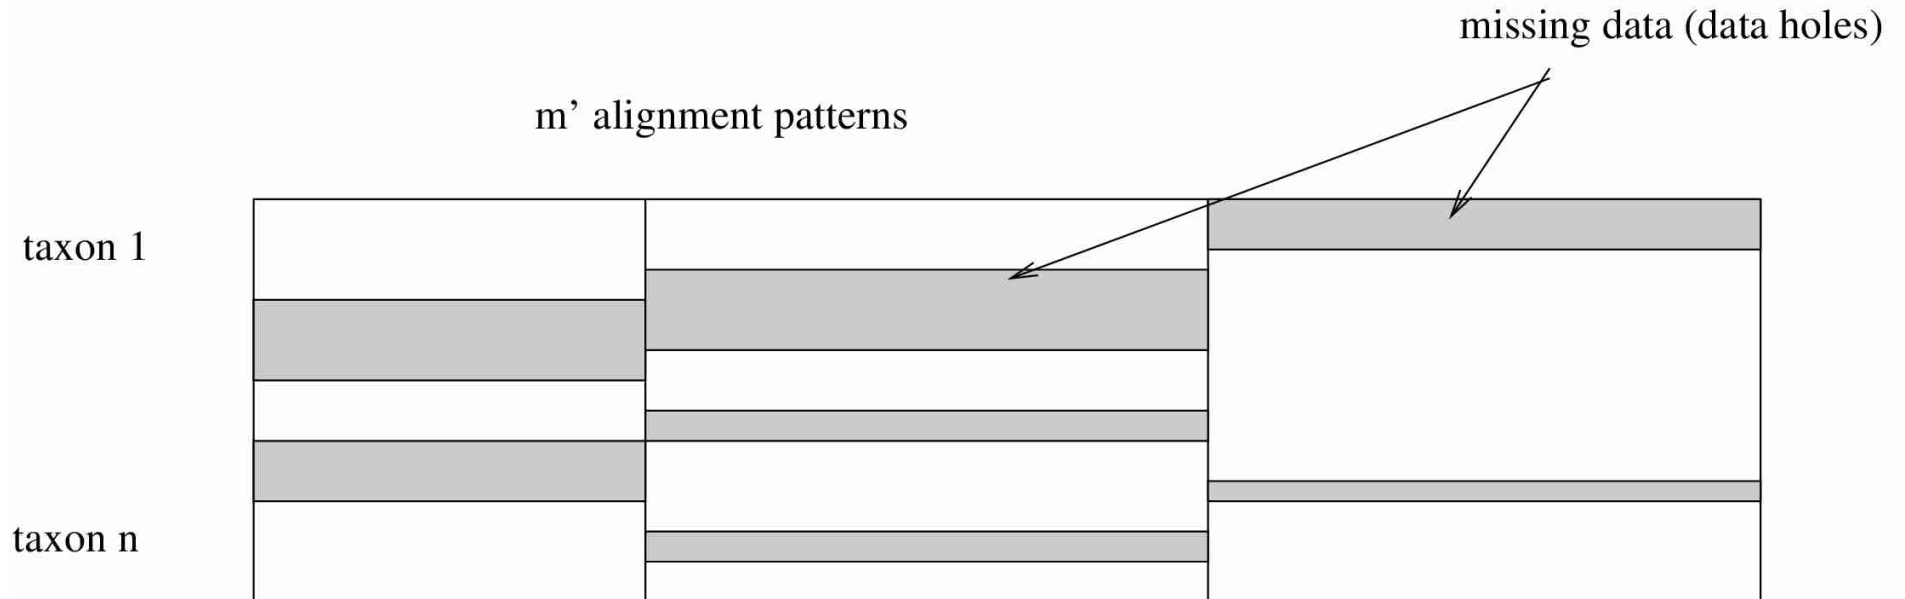 missing data (data holes)
m’ alignment patterns
taxon 1
taxon n